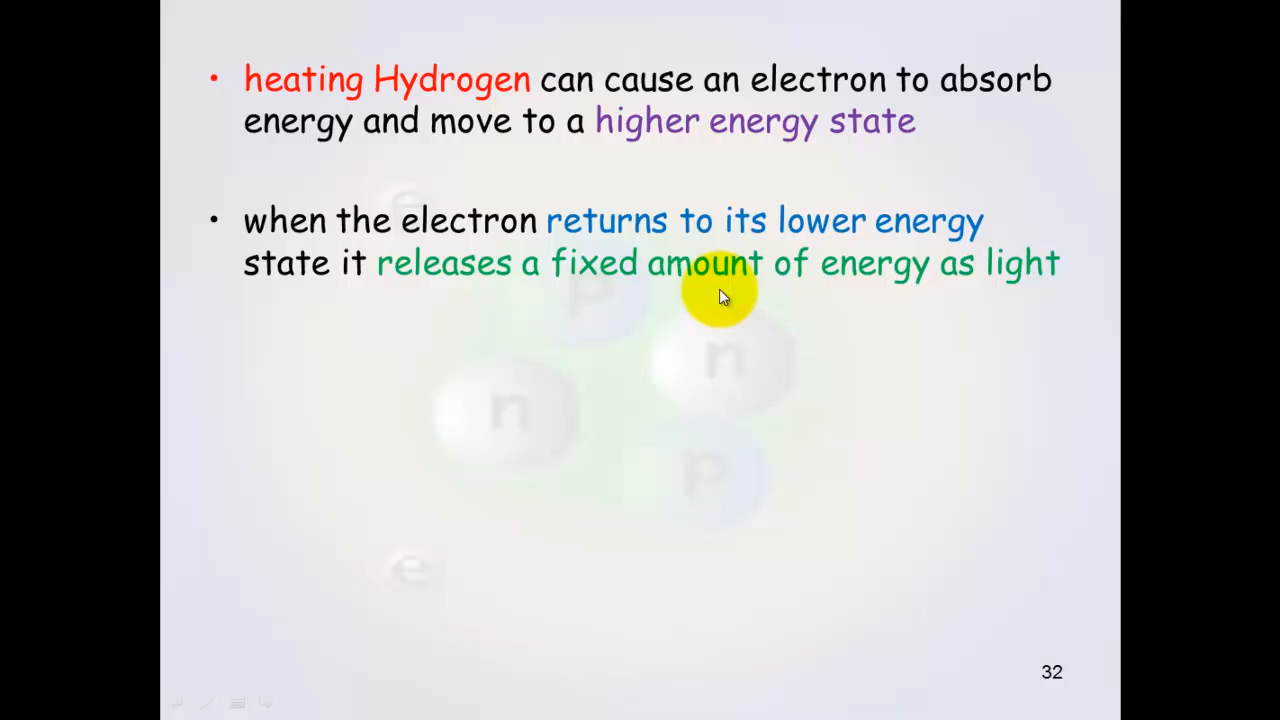 • heating Hydrogen can cause an electron to absorb
energy and move to a higher energy state
e
• when the electron returns to its lower energy
state it releases a fixed amount of energy as light
p
n
n
p
e
32